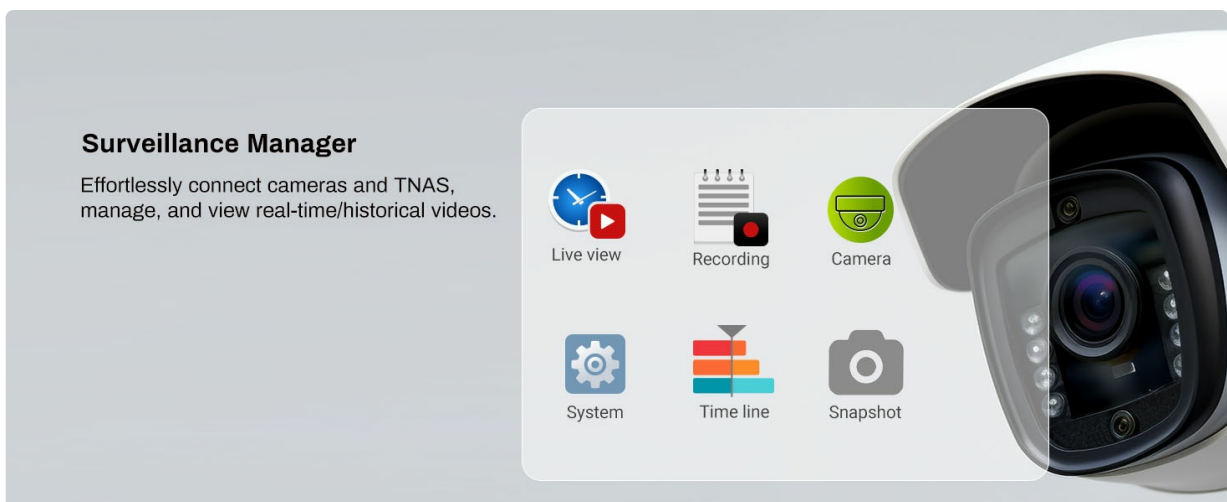 Surveillance Manager
Effortlessly connect cameras and TNAS,
manage, and view real-time/historical videos.
Live view
Recording
Camera
System
Time line
Snapshot